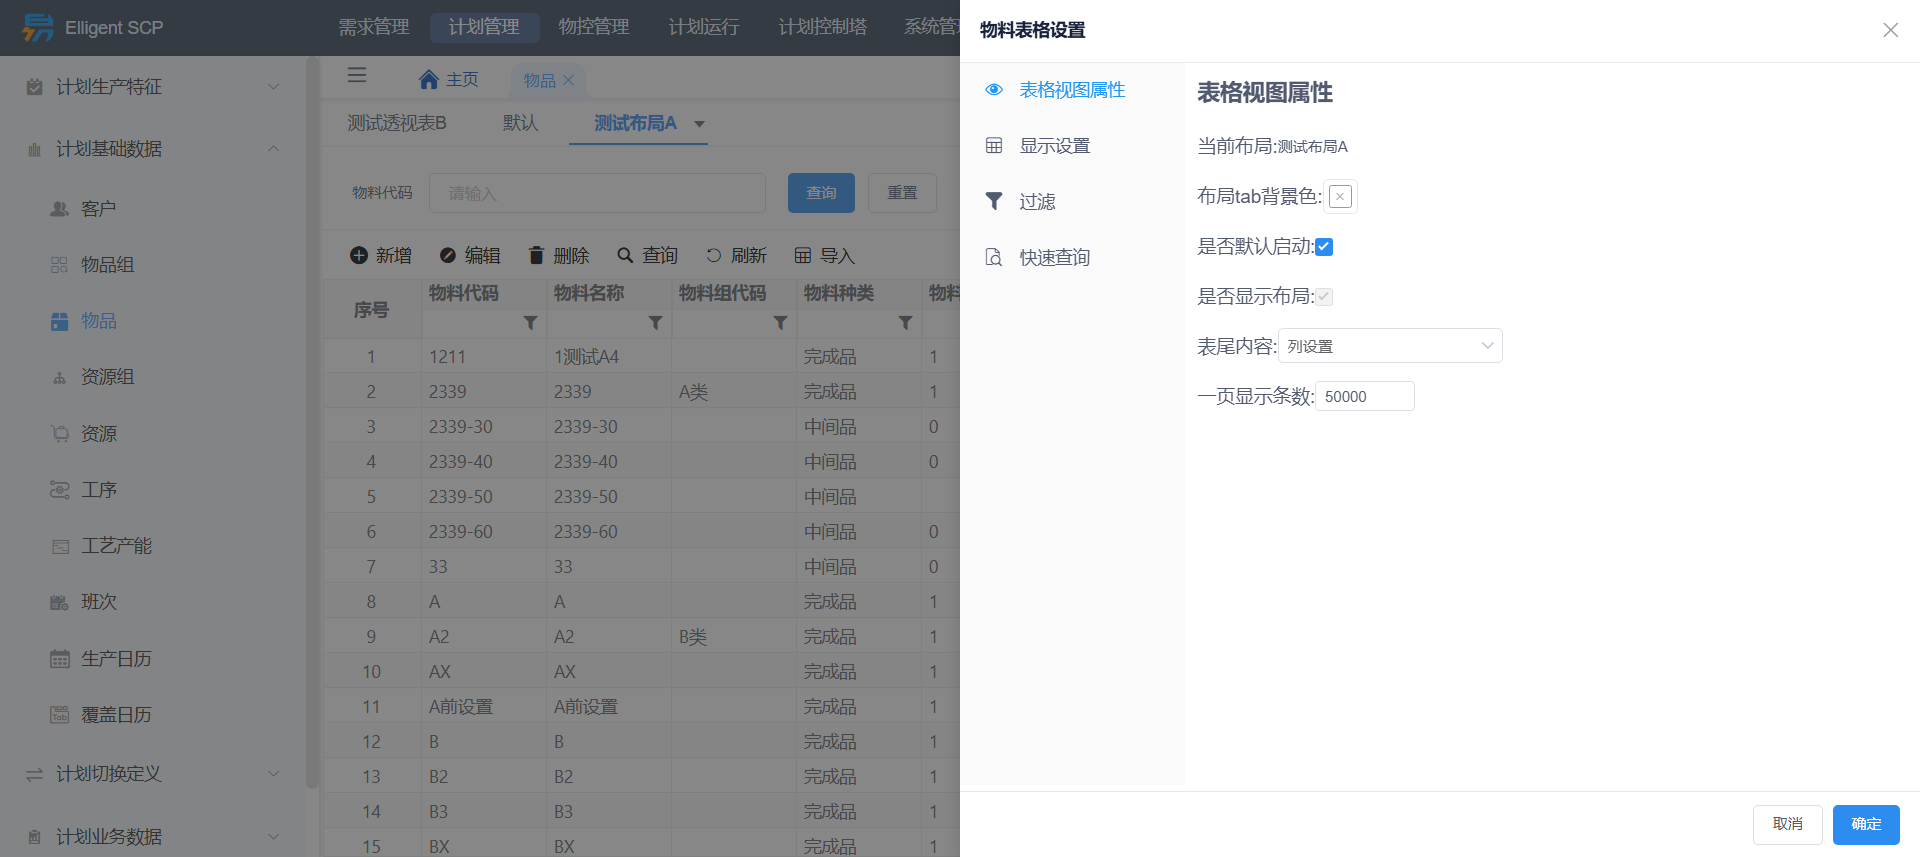 Elligent SCP
需求管理
计划管理
物控管理
计划运行
计划控制塔
系统管
计划生产特征
计划基础数据
客户
物品组
物品
资源组
资源
工序
工艺产能
班次
生产日历
覆盖日历
计划切换定义
计划业务数据
主页
物品
测试透视表B
默认
测试布局A
物料代码
请输入
查询
重置
新增
编辑
删除
查询
刷新
导入
序号 物料代码 物料名称 物料组代码 物料种类 物料
1 1211 1测试A4 完成品 1
2 2339 2339 A类 完成品 1
3 2339-30 2339-30 中间品 0
4 2339-40 2339-40 中间品 0
5 2339-50 2339-50 中间品
6 2339-60 2339-60 中间品 0
7 33 33 中间品 0
8 A A 完成品 1
9 A2 A2 B类 完成品 1
10 AX AX 完成品 1
11 A前设置 A前设置 完成品 1
12 B B 完成品 1
13 B2 B2 完成品 1
14 B3 B3 完成品 1
15 BX BX 完成品 1
物料表格设置
表格视图属性
显示设置
过滤
快速查询
表格视图属性
当前布局:测试布局A
布局tab背景色:
是否默认启动:
是否显示布局:
表尾内容:列设置
一页显示条数:50000
取消
确定